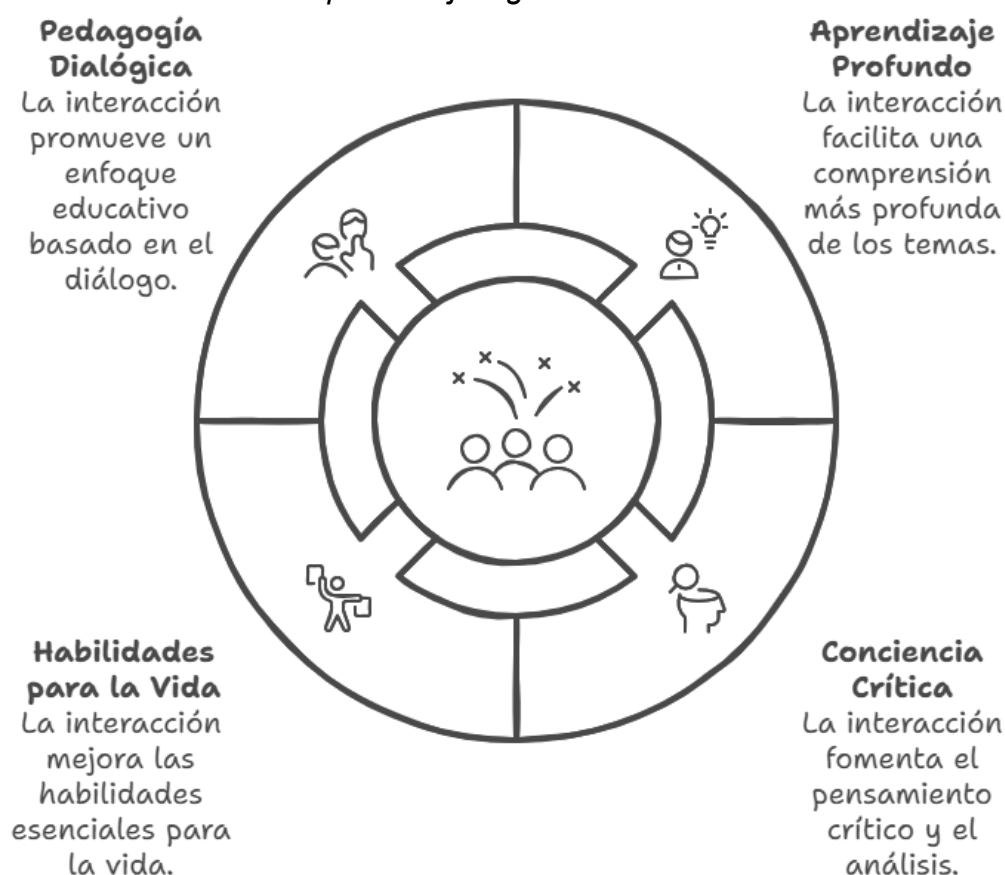 Pedagogía
Dialógica
La interacción
promueve un
enfoque
educativo
basado en el
diálogo.
Aprendizaje
Profundo
La interacción
facilita una
comprensión
más profunda
de los temas.
Habilidades
para la Vida
La interacción
mejora las
habilidades
esenciales para
la vida.
Conciencia
Crítica
La interacción
fomenta el
pensamiento
crítico y el
análisis.